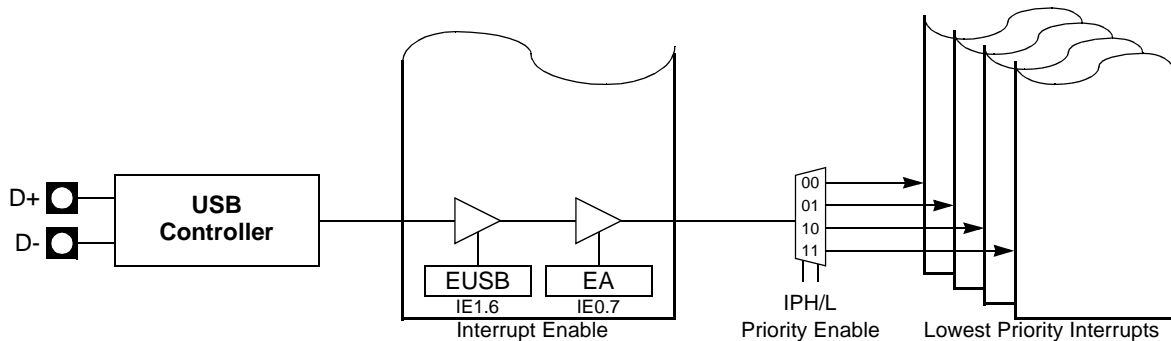 D+
D-
USB
Controller
EUSB
IE1.6
EA
IE0.7
Interrupt Enable
00
01
10
11
IPH/L
Priority Enable
Lowest Priority Interrupts